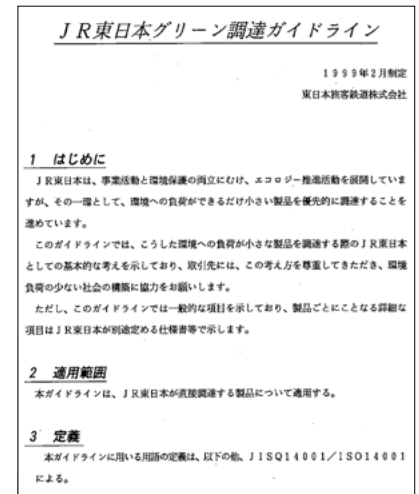 JR東日本グリーン調達ガイドライン
1999年2月制定
東日本旅客鉄道株式会社
1 はじめに
JR東日本は、事業活動と環境保護の両立にむけ、エコロジー推進活動を展開していま
すが、その一環として、環境への負荷ができるだけ小さい製品を優先的に調達することを
進めています。
このガイドラインでは、こうした環境への負荷が小さな製品を調達する際のJR東日本
としての基本的な考えを示しており、取引先には、この考え方を尊重してきただき、環境
負荷の少ない社会の構築に協力をお願いします。
ただし、このガイドラインでは一般的な項目を示しており、製品ごとにことなる詳細な
項目はJR東日本が別途定める仕様書等で示します。
2 適用範囲
本ガイドラインは、JR東日本が直接調達する製品について適用する。
3 定義
本ガイドラインに用いる用語の定義は、以下の他、JISQ14001/ISO14001
による。